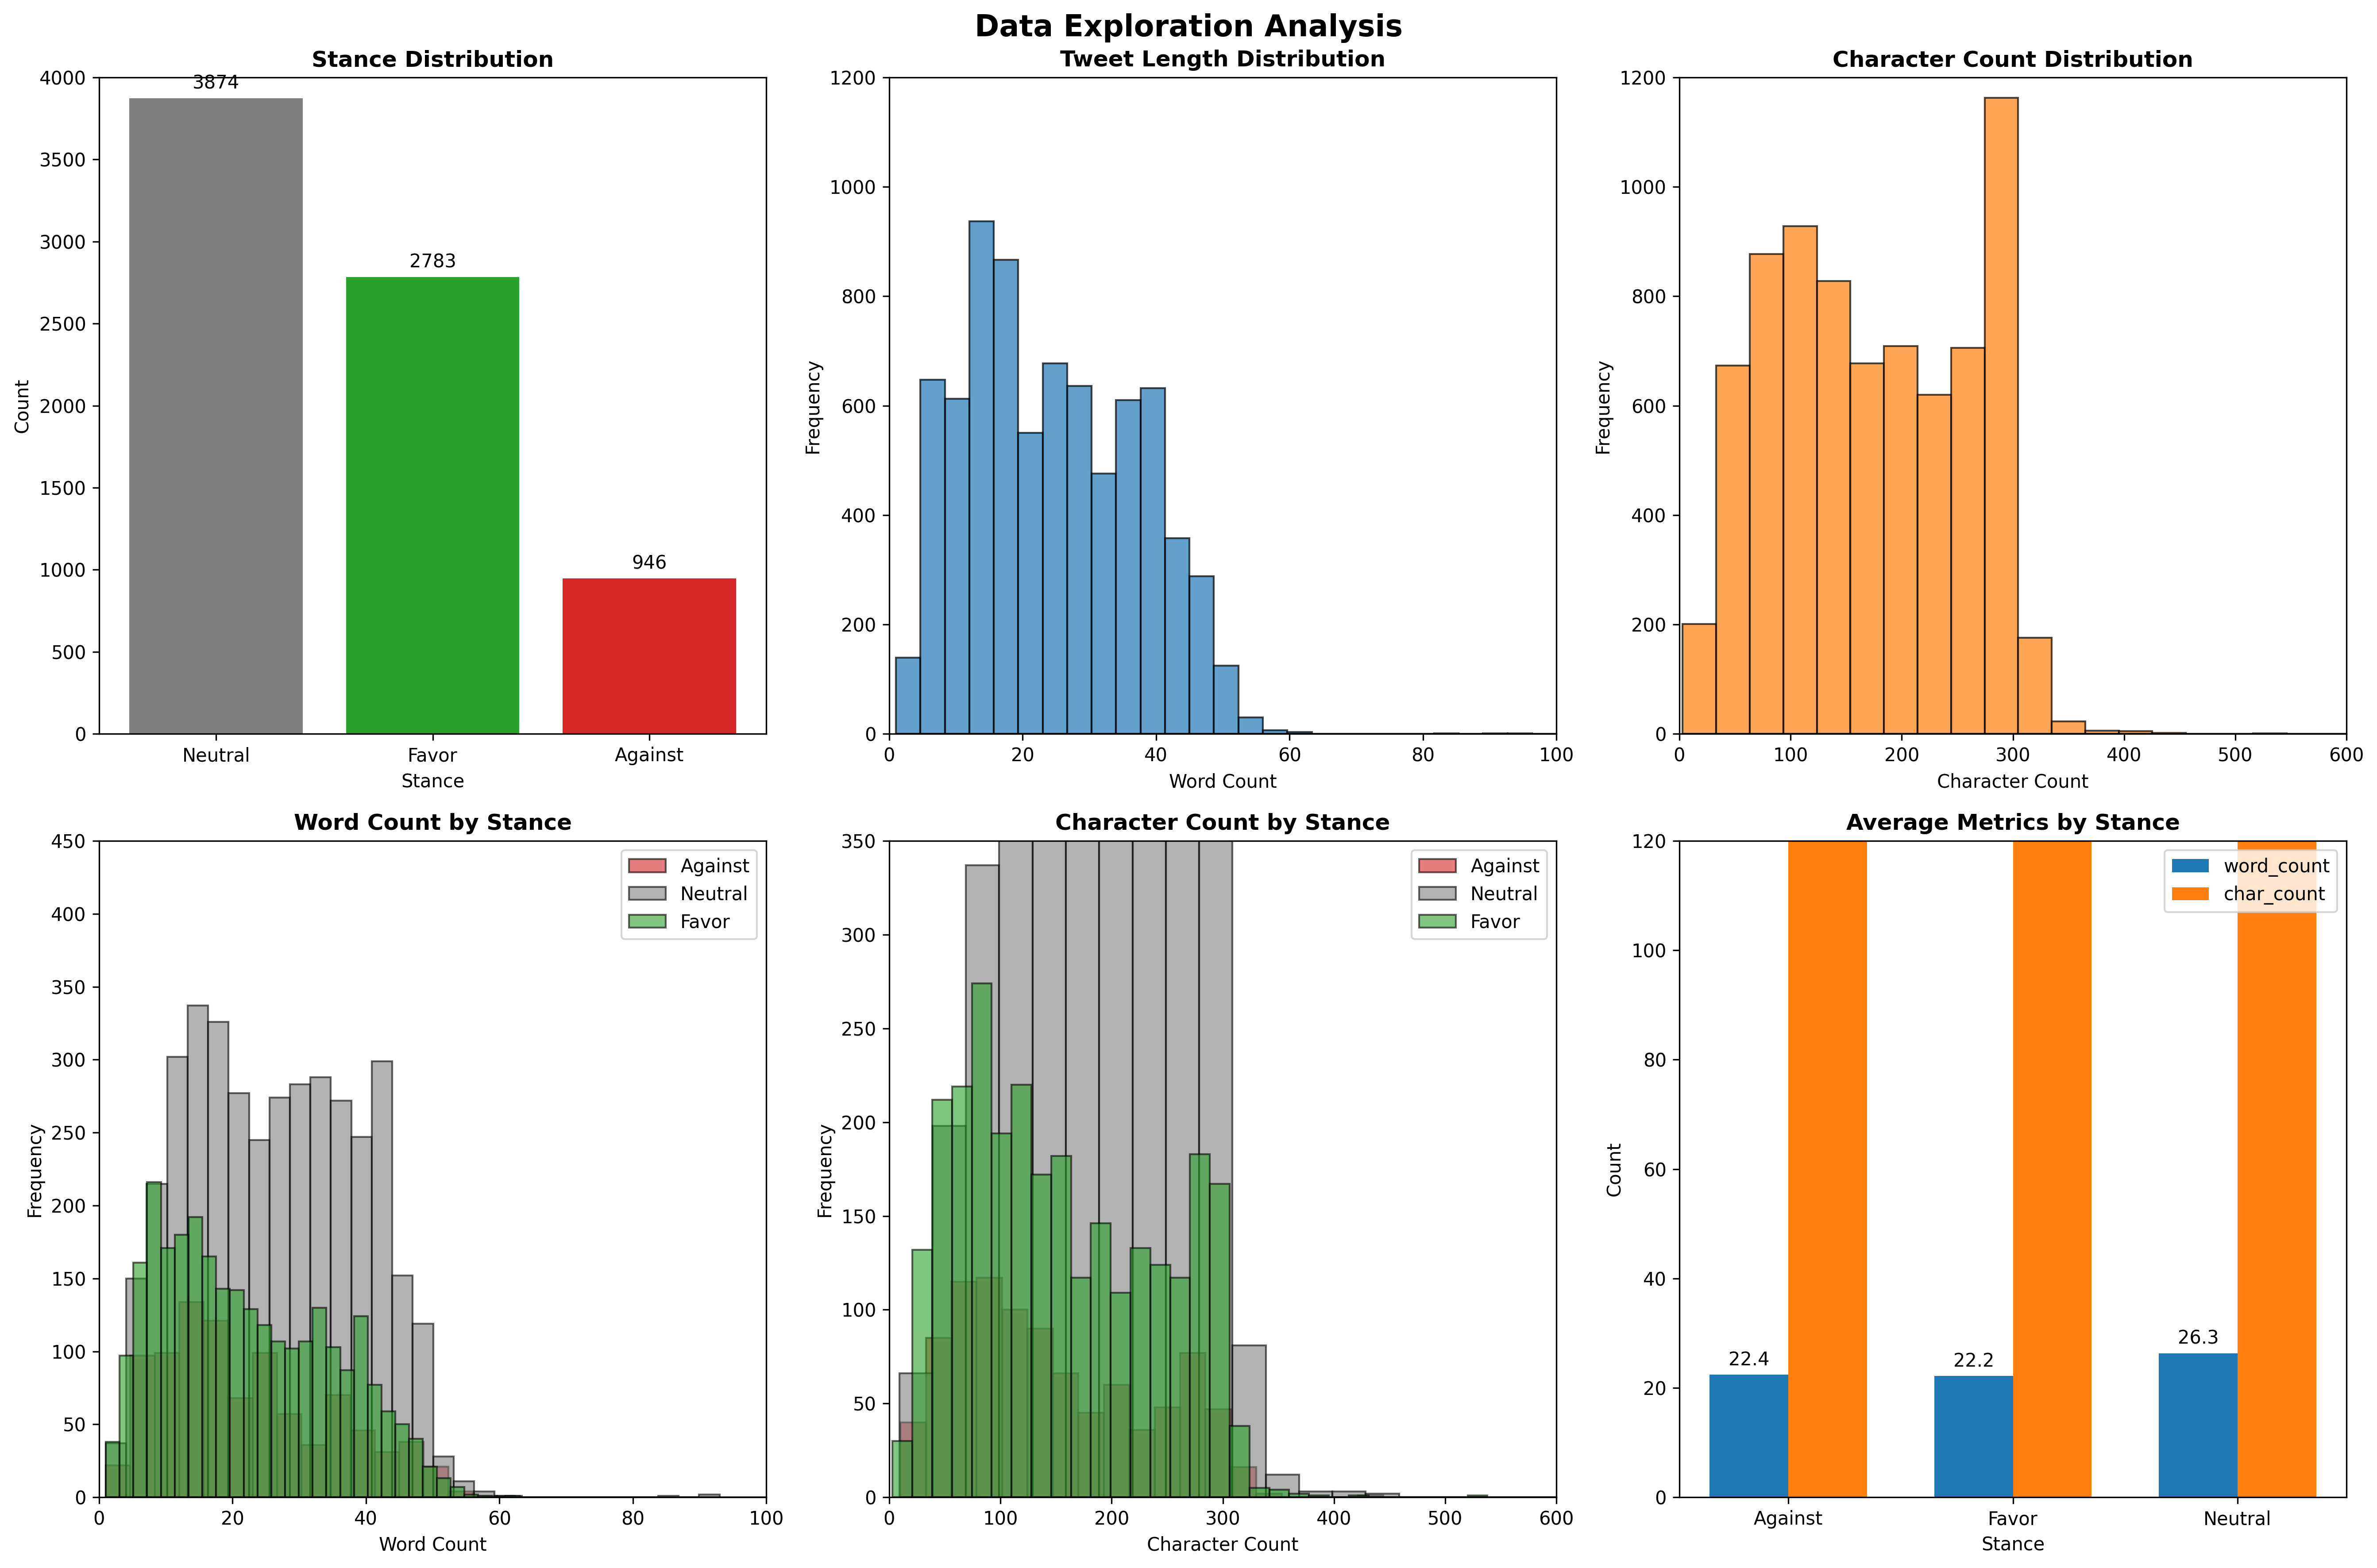 Data Exploration Analysis
Stance Distribution
4000
3500
3000
2500
2000
1500
1000
500
0
Count
3874
2783
946
Neutral Favor Against
Stance
Tweet Length Distribution
1200
1000
800
600
400
200
0
Frequency
0 20 40 60 80 100
Word Count
Character Count Distribution
1200
1000
800
600
400
200
0
Frequency
0 100 200 300 400 500 600
Character Count
Word Count by Stance
450
400
350
300
250
200
150
100
50
0
Frequency
Against
Neutral
Favor
0 20 40 60 80 100
Word Count
Character Count by Stance
350
300
250
200
150
100
50
0
Frequency
Against
Neutral
Favor
0 100 200 300 400 500 600
Character Count
Average Metrics by Stance
120
100
80
60
40
20
0
Count
word_count
char_count
22.4
22.2
26.3
Against Favor Neutral
Stance